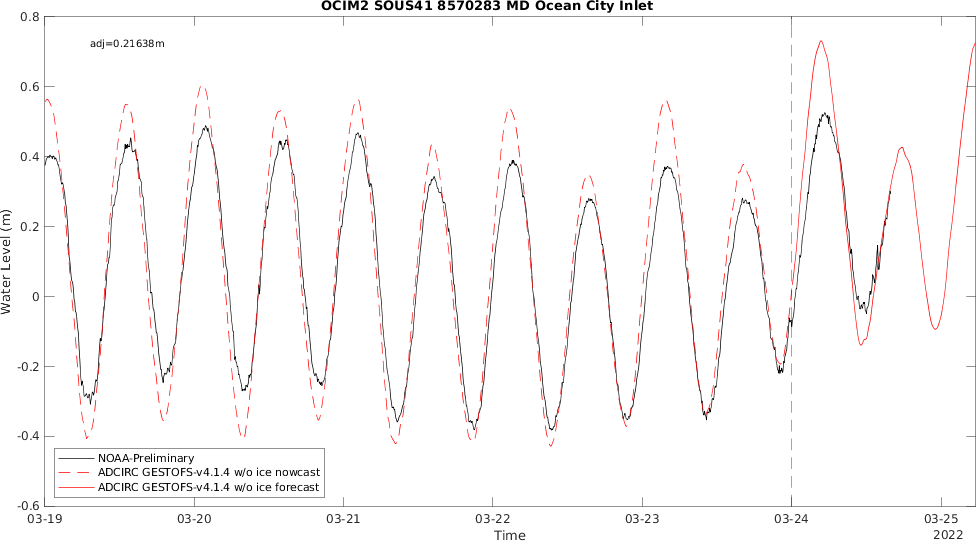 OCIM2 SOUS41 8570283 MD Ocean City Inlet
adj=0.21638m
0.8
0.6
0.4
0.2
0
-0.2
-0.4
-0.6
Water Level (m)
NOAA-Preliminary
ADCIRC GESTOFS-v4.1.4 w/o ice nowcast
ADCIRC GESTOFS-v4.1.4 w/o ice forecast
03-19 03-20 03-21 03-22 03-23 03-24 03-25
Time
2022